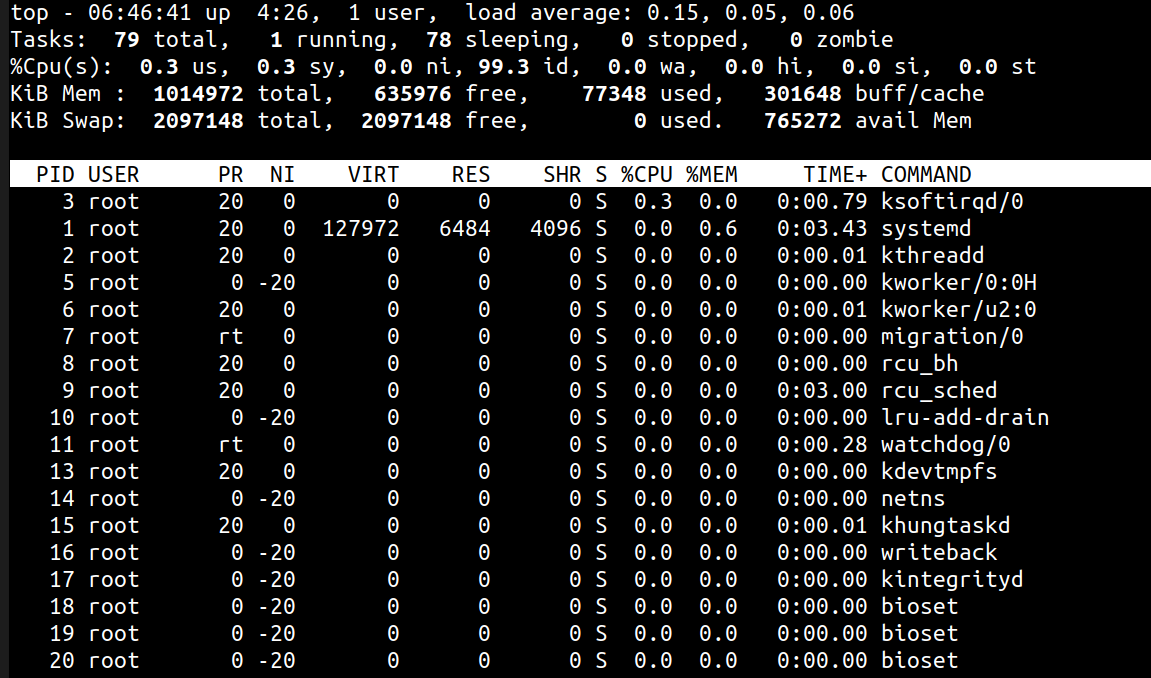 top - 06:46:41 up  4:26,  1 user,  load average: 0.15, 0.05, 0.06
Tasks:  79 total,   1 running,  78 sleeping,   0 stopped,   0 zombie
%Cpu(s):  0.3 us,  0.3 sy,  0.0 ni, 99.3 id,  0.0 wa,  0.0 hi,  0.0 si,  0.0 st
KiB Mem :  1014972 total,   635976 free,    77348 used,   301648 buff/cache
KiB Swap:  2097148 total,  2097148 free,        0 used.   765272 avail Mem
  PID USER      PR  NI    VIRT    RES    SHR S %CPU %MEM     TIME+ COMMAND
    3 root      20   0       0      0      0 S  0.3  0.0   0:00.79 ksoftirqd/0
    1 root      20   0  127972   6484   4096 S  0.0  0.6   0:03.43 systemd
    2 root      20   0       0      0      0 S  0.0  0.0   0:00.01 kthreadd
    5 root       0 -20       0      0      0 S  0.0  0.0   0:00.00 kworker/0:0H
    6 root      20   0       0      0      0 S  0.0  0.0   0:00.01 kworker/u2:0
    7 root      rt   0       0      0      0 S  0.0  0.0   0:00.00 migration/0
    8 root      20   0       0      0      0 S  0.0  0.0   0:00.00 rcu_bh
    9 root      20   0       0      0      0 S  0.0  0.0   0:03.00 rcu_sched
   10 root       0 -20       0      0      0 S  0.0  0.0   0:00.00 lru-add-drain
   11 root      rt   0       0      0      0 S  0.0  0.0   0:00.28 watchdog/0
   13 root      20   0       0      0      0 S  0.0  0.0   0:00.00 kdevtmpfs
   14 root       0 -20       0      0      0 S  0.0  0.0   0:00.00 netns
   15 root      20   0       0      0      0 S  0.0  0.0   0:00.01 khungtaskd
   16 root       0 -20       0      0      0 S  0.0  0.0   0:00.00 writeback
   17 root       0 -20       0      0      0 S  0.0  0.0   0:00.00 kintegrityd
   18 root       0 -20       0      0      0 S  0.0  0.0   0:00.00 bioset
   19 root       0 -20       0      0      0 S  0.0  0.0   0:00.00 bioset
   20 root       0 -20       0      0      0 S  0.0  0.0   0:00.00 bioset